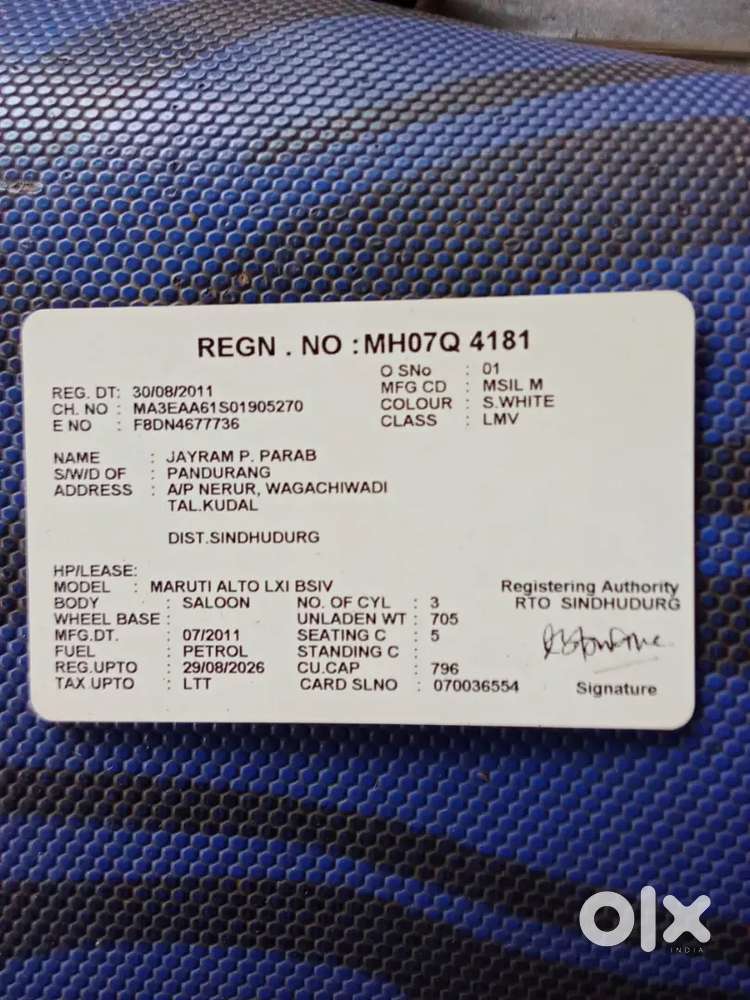 REGN . NO : MH07Q 4181
O SNo : 01
REG. DT: 30/08/2011 MFG CD : MSIL M
CH. NO : MA3EAA61S01905270 COLOUR : S.WHITE
E NO : F8DN4677736 CLASS : LMV
NAME : JAYRAM P. PARAB
S/W/D OF : PANDURANG
ADDRESS : A/P NERUR, WAGACHIWADI
TAL.KUDAL
DIST.SINDHUDURG
HP/LEASE:
MODEL : MARUTI ALTO LXI BSIV Registering Authority
BODY : SALOON NO. OF CYL : 3 RTO SINDHUDURG
WHEEL BASE : UNLADEN WT : 705
MFG.DT. : 07/2011 SEATING C : 5
FUEL : PETROL STANDING C :
REG.UPTO : 29/08/2026 CU.CAP : 796
TAX UPTO : LTT CARD SLNO : 070036554 Signature
olx
INDIA